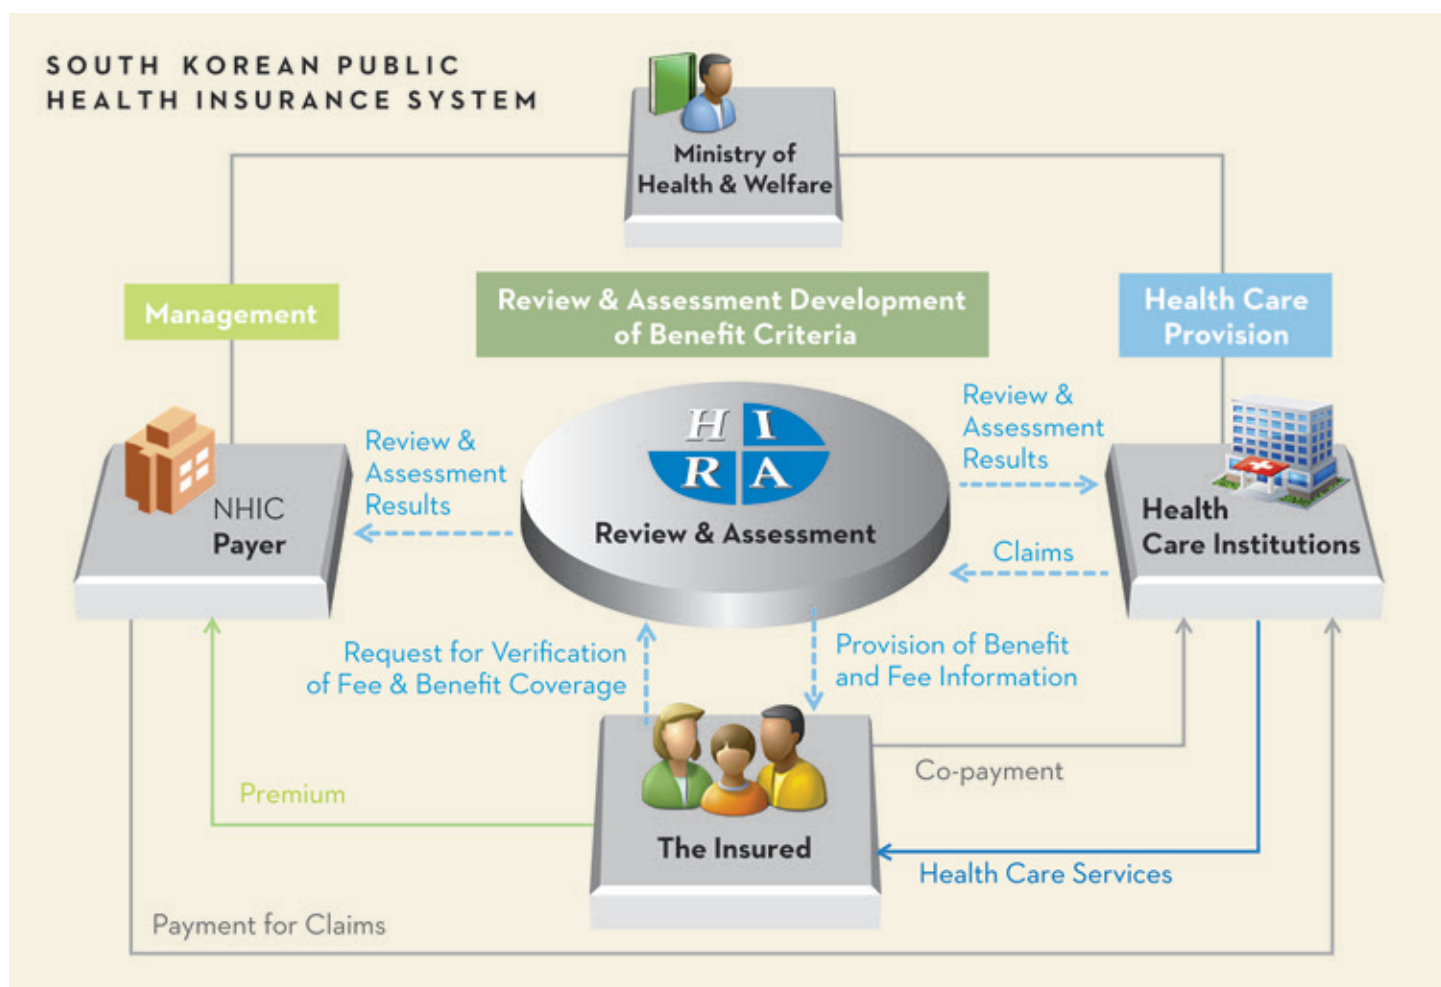 SOUTH KOREAN PUBLIC
HEALTH INSURANCE SYSTEM
Ministry of
Health & Welfare
Management
Review & Assessment Development
of Benefit Criteria
Health Care
Provision
NHIC
Payer
Review &
Assessment
Results
H I
R A
Review & Assessment
Review &
Assessment
Results
Claims
Health
Care Institutions
Request for Verification
of Fee & Benefit Coverage
Provision of Benefit
and Fee Information
Premium
The Insured
Co-payment
Health Care Services
Payment for Claims